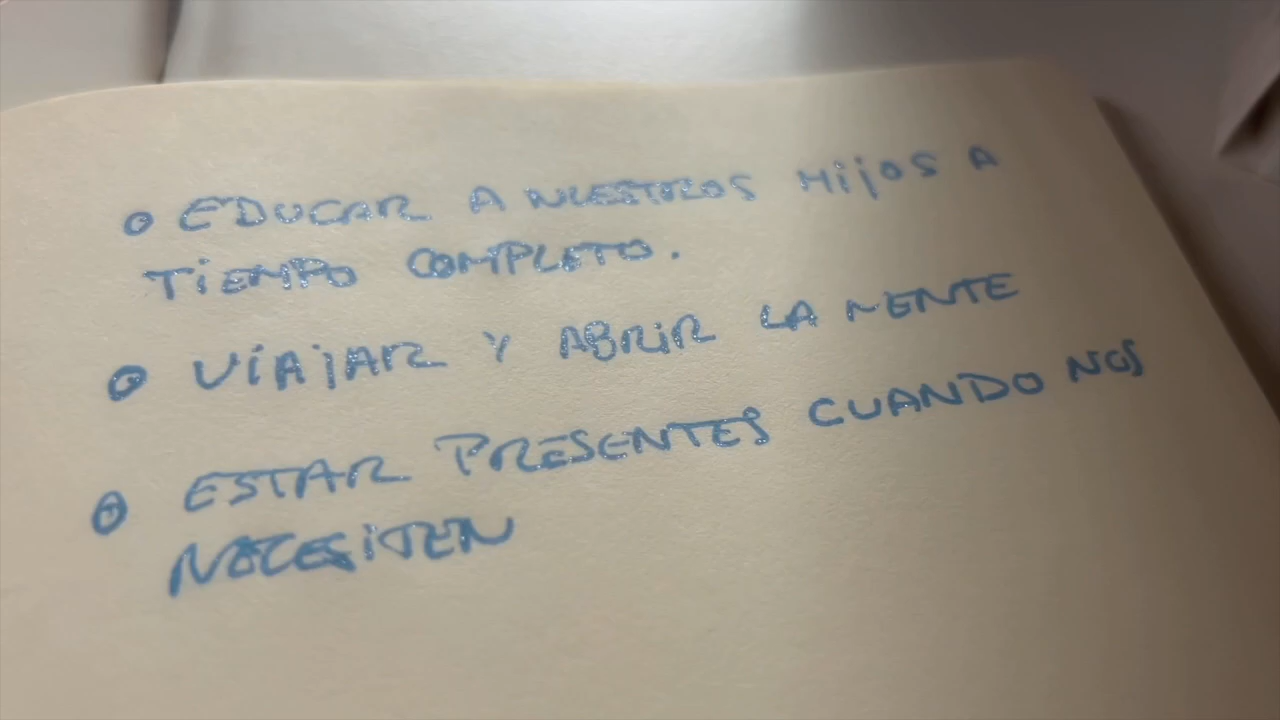 O EDUCAR A NUESTROS HIJOS A
TIEMPO COMPLETO.
O VIAJAR Y ABRIR LA MENTE
O ESTAR PRESENTES CUANDO NOS
NECESITEN